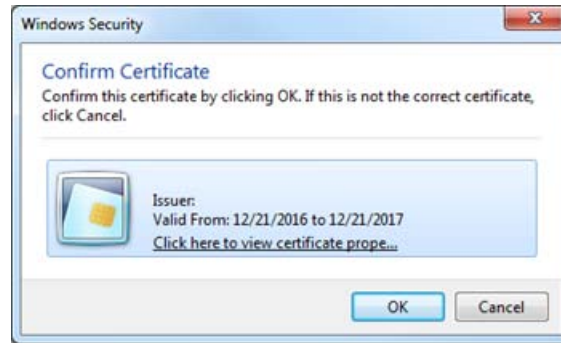 Windows Security
Confirm Certificate
Confirm this certificate by clicking OK. If this is not the correct certificate,
click Cancel.
Issuer:
Valid From: 12/21/2016 to 12/21/2017
Click here to view certificate prope...
OK
Cancel